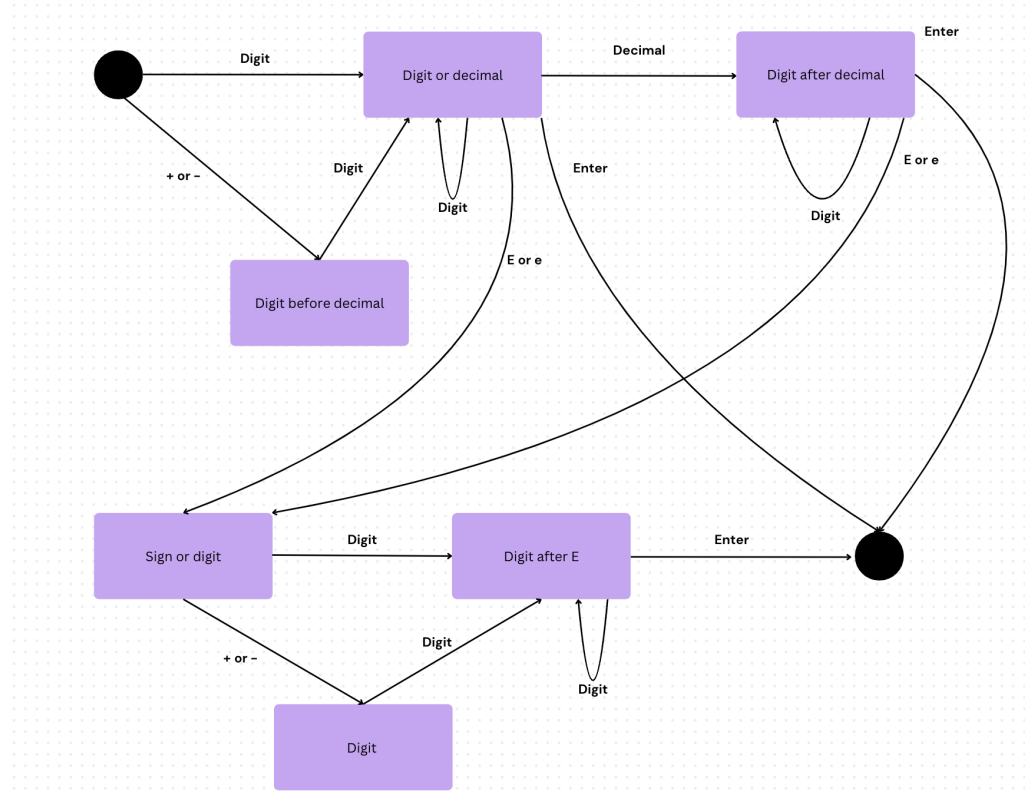 Enter
Decimal
Digit
Digit or decimal
Digit after decimal
E or e
Digit
Enter
+ or –
Digit
Digit
E or e
Digit before decimal
Digit
Enter
Sign or digit
Digit after E
Digit
+ or –
Digit
Digit